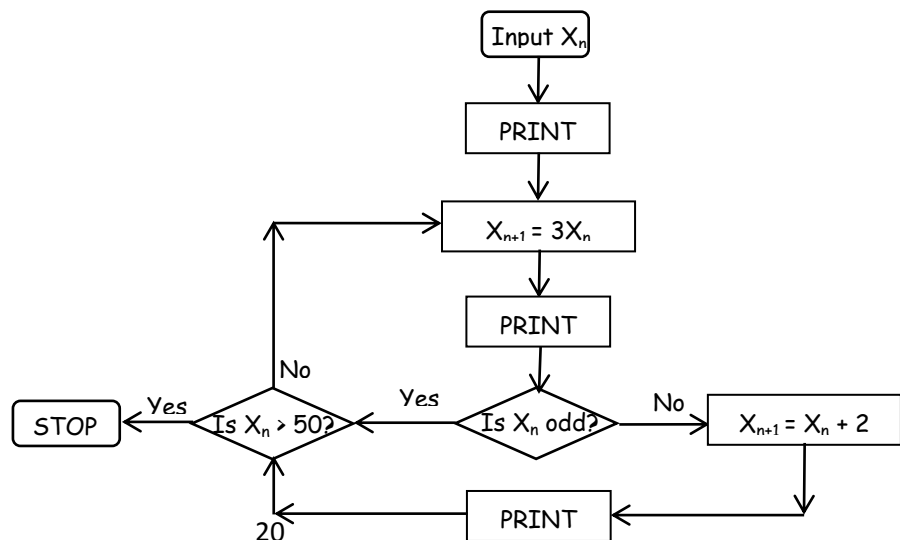 Input Xₙ
PRINT
Xₙ₊₁ = 3Xₙ
PRINT
No
Yes
Is Xₙ > 50?
Yes
Is Xₙ odd?
No
STOP
Xₙ₊₁ = Xₙ + 2
PRINT
20